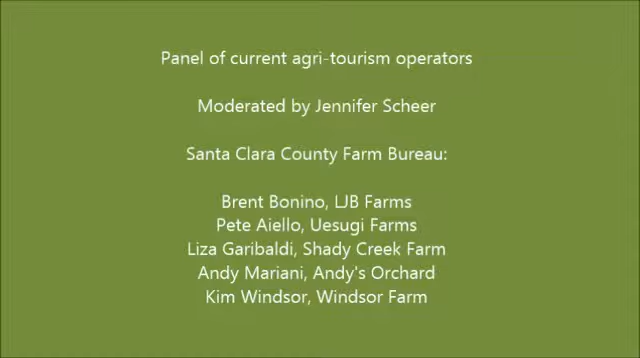 Panel of current agri-tourism operators
Moderated by Jennifer Scheer
Santa Clara County Farm Bureau:
Brent Bonino, LJB Farms
Pete Aiello, Uesugi Farms
Liza Garibaldi, Shady Creek Farm
Andy Mariani, Andy's Orchard
Kim Windsor, Windsor Farm